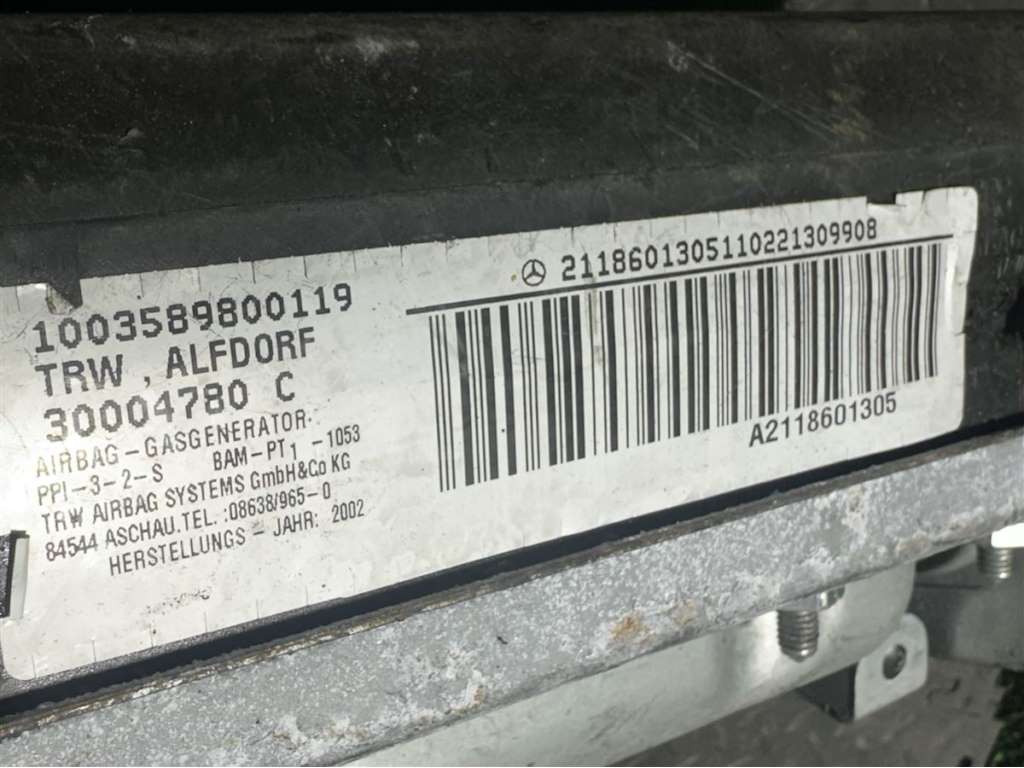 1003589800119
TRW , ALFDORF
30004780 C
AIRBAG-GASGENERATOR.
PPI-3-2-S BAM-PT1 -1053
TRW AIRBAG SYSTEMS GmbH&Co KG
84544 ASCHAU.TEL.:08638/965-0
HERSTELLUNGS - JAHR: 2002
2118601305110221309908
A2118601305